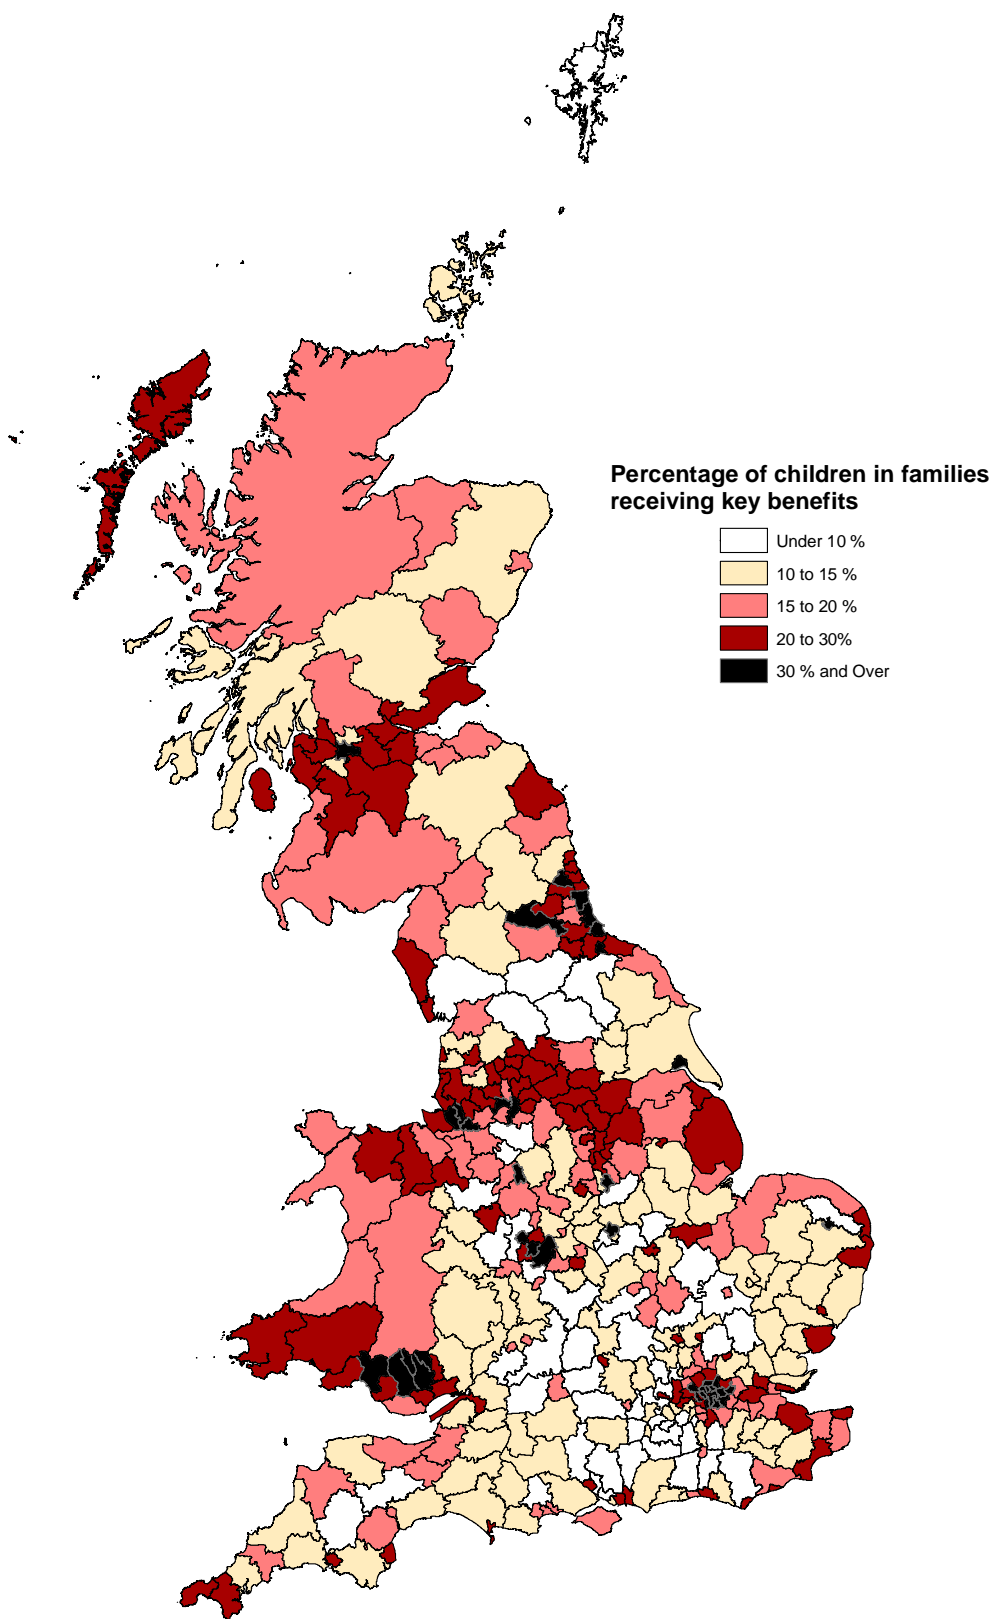 Percentage of children in families
receiving key benefits
Under 10 %
10 to 15 %
15 to 20 %
20 to 30%
30 % and Over